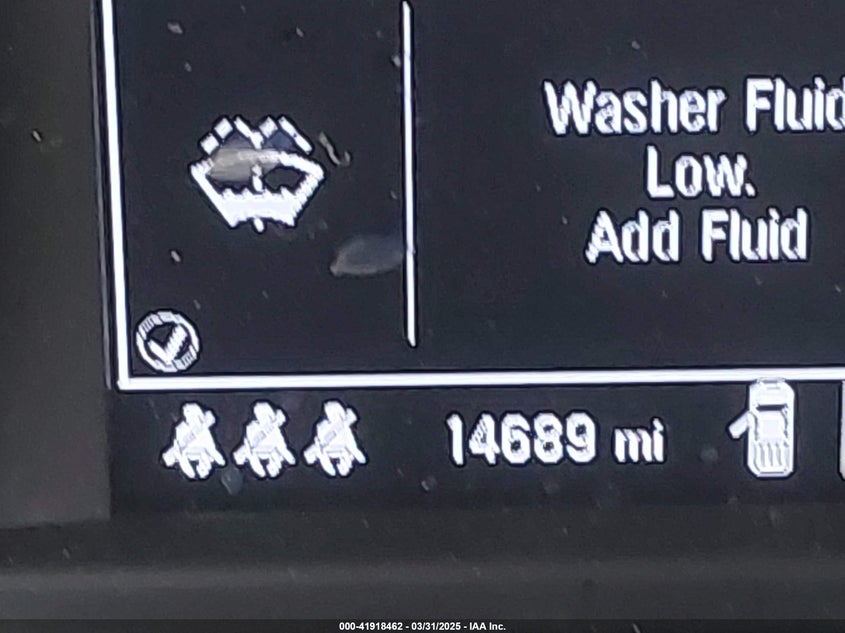 Washer Fluid
Low.
Add Fluid
14689 mi
000-41918462 - 03/31/2025 - IAA Inc.